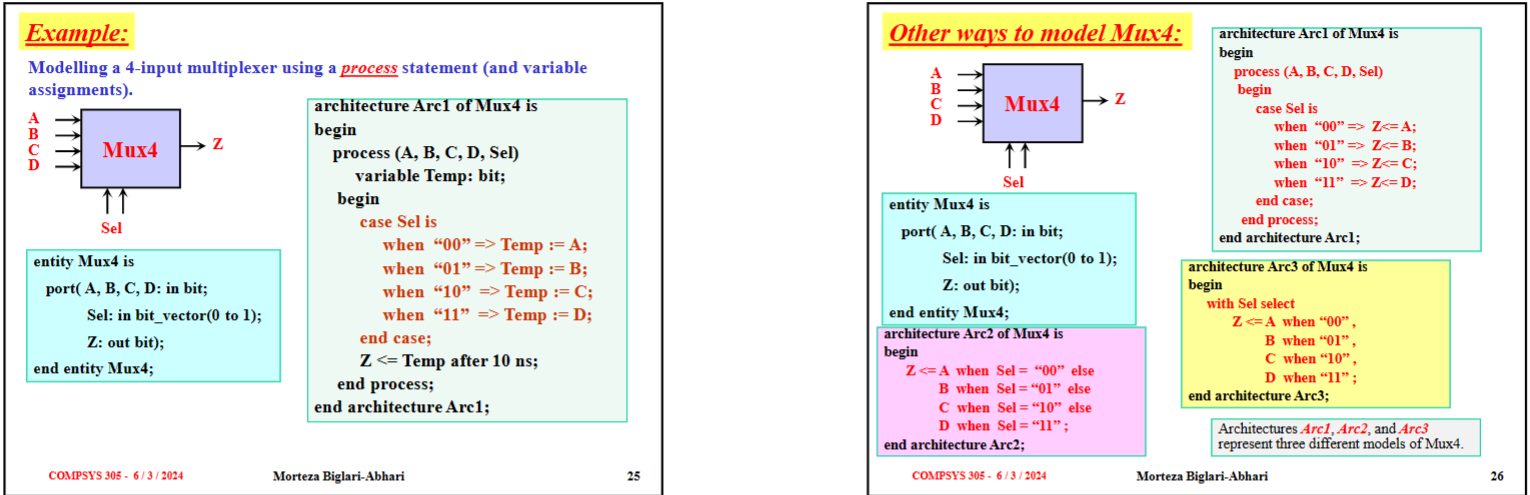 Example:
Modelling a 4-input multiplexer using a process statement (and variable
assignments).
A
B
C
D
Mux4
Z
Sel
entity Mux4 is
port( A, B, C, D: in bit;
Sel: in bit_vector(0 to 1);
Z: out bit);
end entity Mux4;
architecture Arc1 of Mux4 is
begin
process (A, B, C, D, Sel)
variable Temp: bit;
begin
case Sel is
when “00” => Temp := A;
when “01” => Temp := B;
when “10” => Temp := C;
when “11” => Temp := D;
end case;
Z <= Temp after 10 ns;
end process;
end architecture Arc1;
COMPSYS 305 - 6 / 3 / 2024 Morteza Biglari-Abhari 25
Other ways to model Mux4:
A
B
C
D
Mux4
Z
Sel
entity Mux4 is
port( A, B, C, D: in bit;
Sel: in bit_vector(0 to 1);
Z: out bit);
end entity Mux4;
architecture Arc2 of Mux4 is
begin
Z <= A when Sel = “00” else
B when Sel = “01” else
C when Sel = “10” else
D when Sel = “11” ;
end architecture Arc2;
architecture Arc1 of Mux4 is
begin
process (A, B, C, D, Sel)
begin
case Sel is
when “00” => Z<= A;
when “01” => Z<= B;
when “10” => Z<= C;
when “11” => Z<= D;
end case;
end process;
end architecture Arc1;
architecture Arc3 of Mux4 is
begin
with Sel select
Z <= A when “00” ,
B when “01” ,
C when “10” ,
D when “11” ;
end architecture Arc3;
Architectures Arc1, Arc2, and Arc3
represent three different models of Mux4.
COMPSYS 305 - 6 / 3 / 2024 Morteza Biglari-Abhari 26